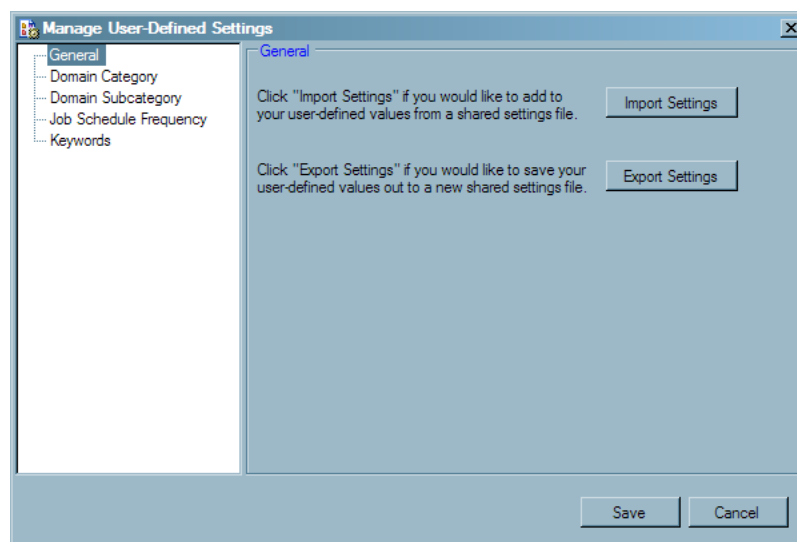 Manage User-Defined Settings
General
Domain Category
Domain Subcategory
Job Schedule Frequency
Keywords
General
Click "Import Settings" if you would like to add to
your user-defined values from a shared settings file.
Import Settings
Click "Export Settings" if you would like to save your
user-defined values out to a new shared settings file.
Export Settings
Save
Cancel